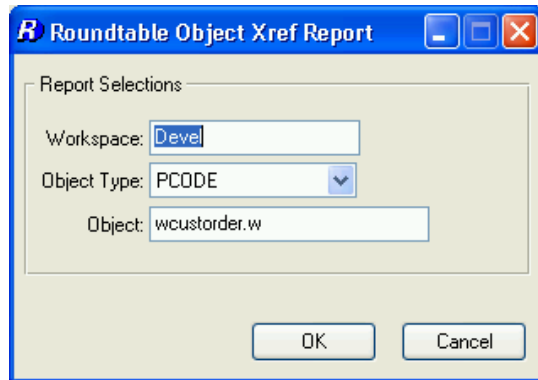 R Roundtable Object Xref Report
Report Selections
Workspace: Devel
Object Type: PCODE
Object: wcustorder.w
OK Cancel